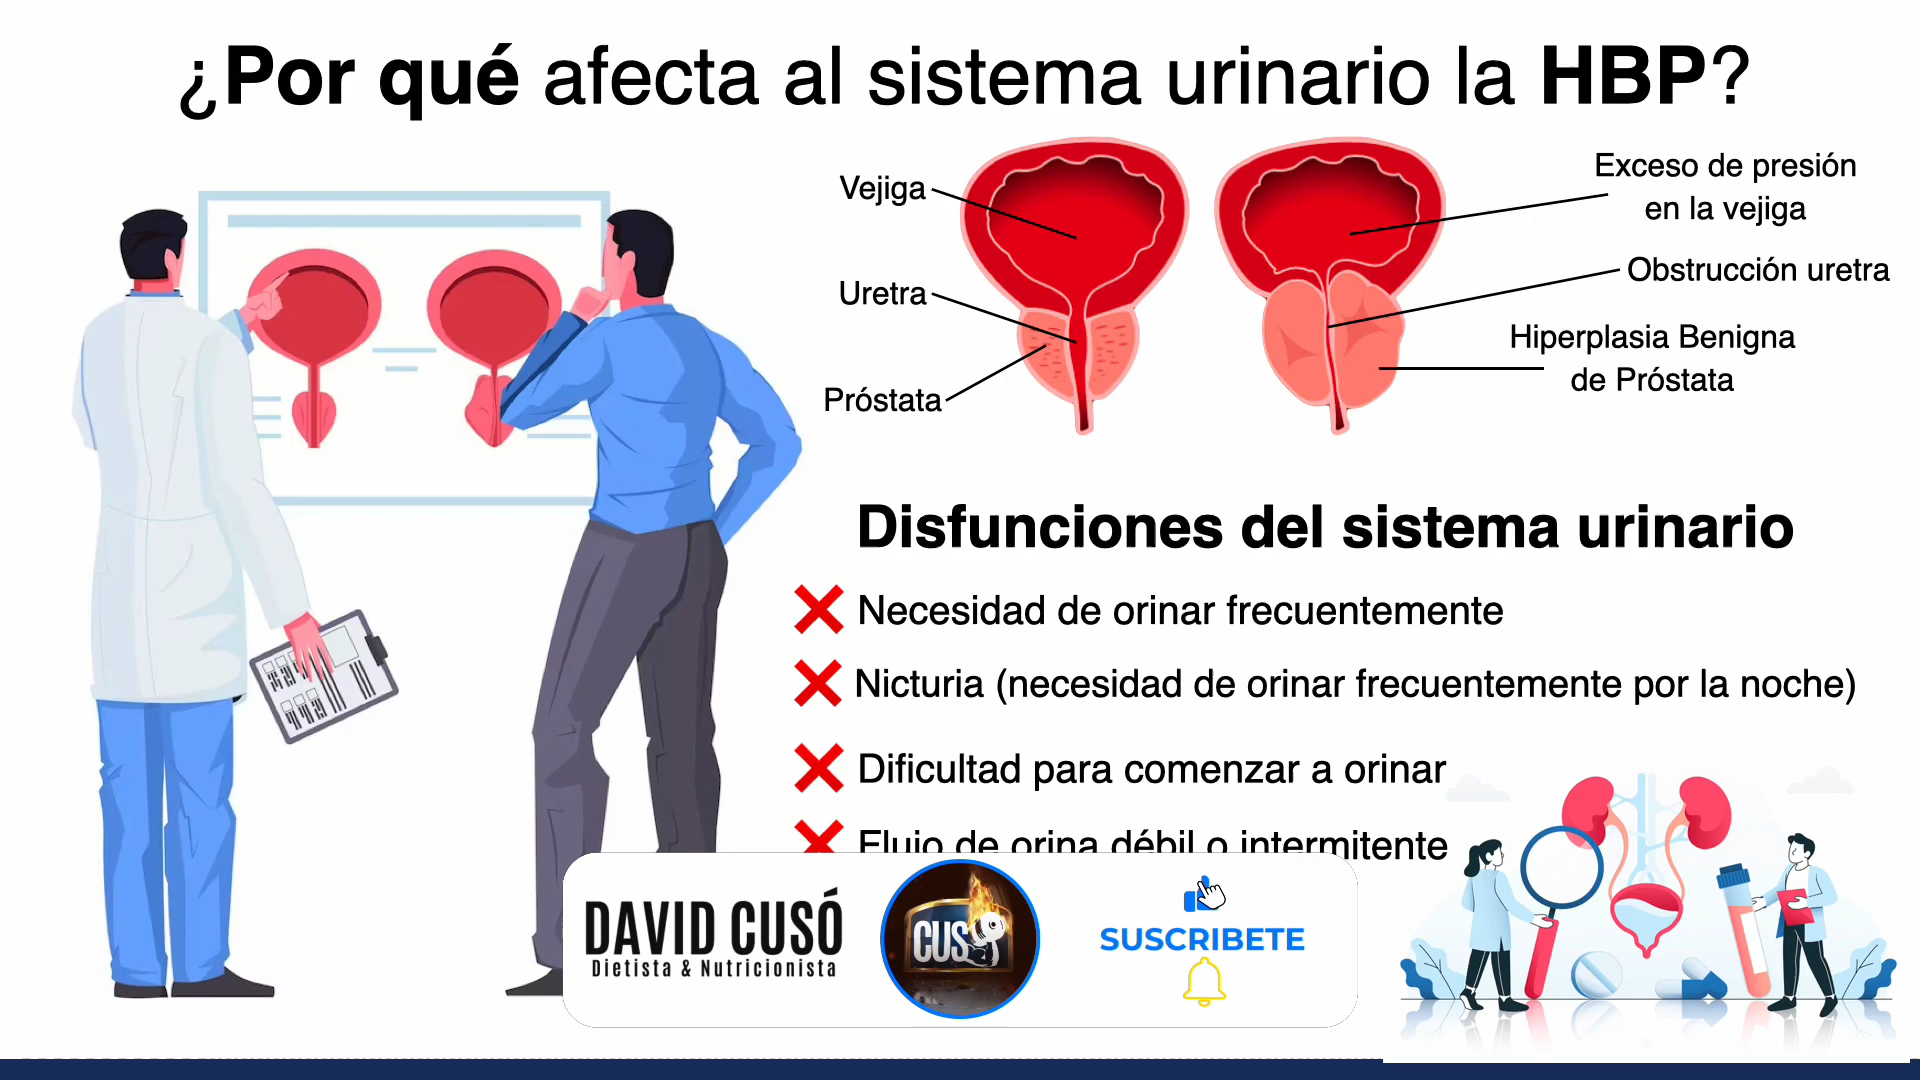 ¿Por qué afecta al sistema urinario la HBP?
Vejiga
Uretra
Próstata
Exceso de presión
en la vejiga
Obstrucción uretra
Hiperplasia Benigna
de Próstata
Disfunciones del sistema urinario
Necesidad de orinar frecuentemente
Nicturia (necesidad de orinar frecuentemente por la noche)
Dificultad para comenzar a orinar
Flujo de orina débil o intermitente
DAVID CUSÓ
Dietista & Nutricionista
CUS
SUSCRIBETE